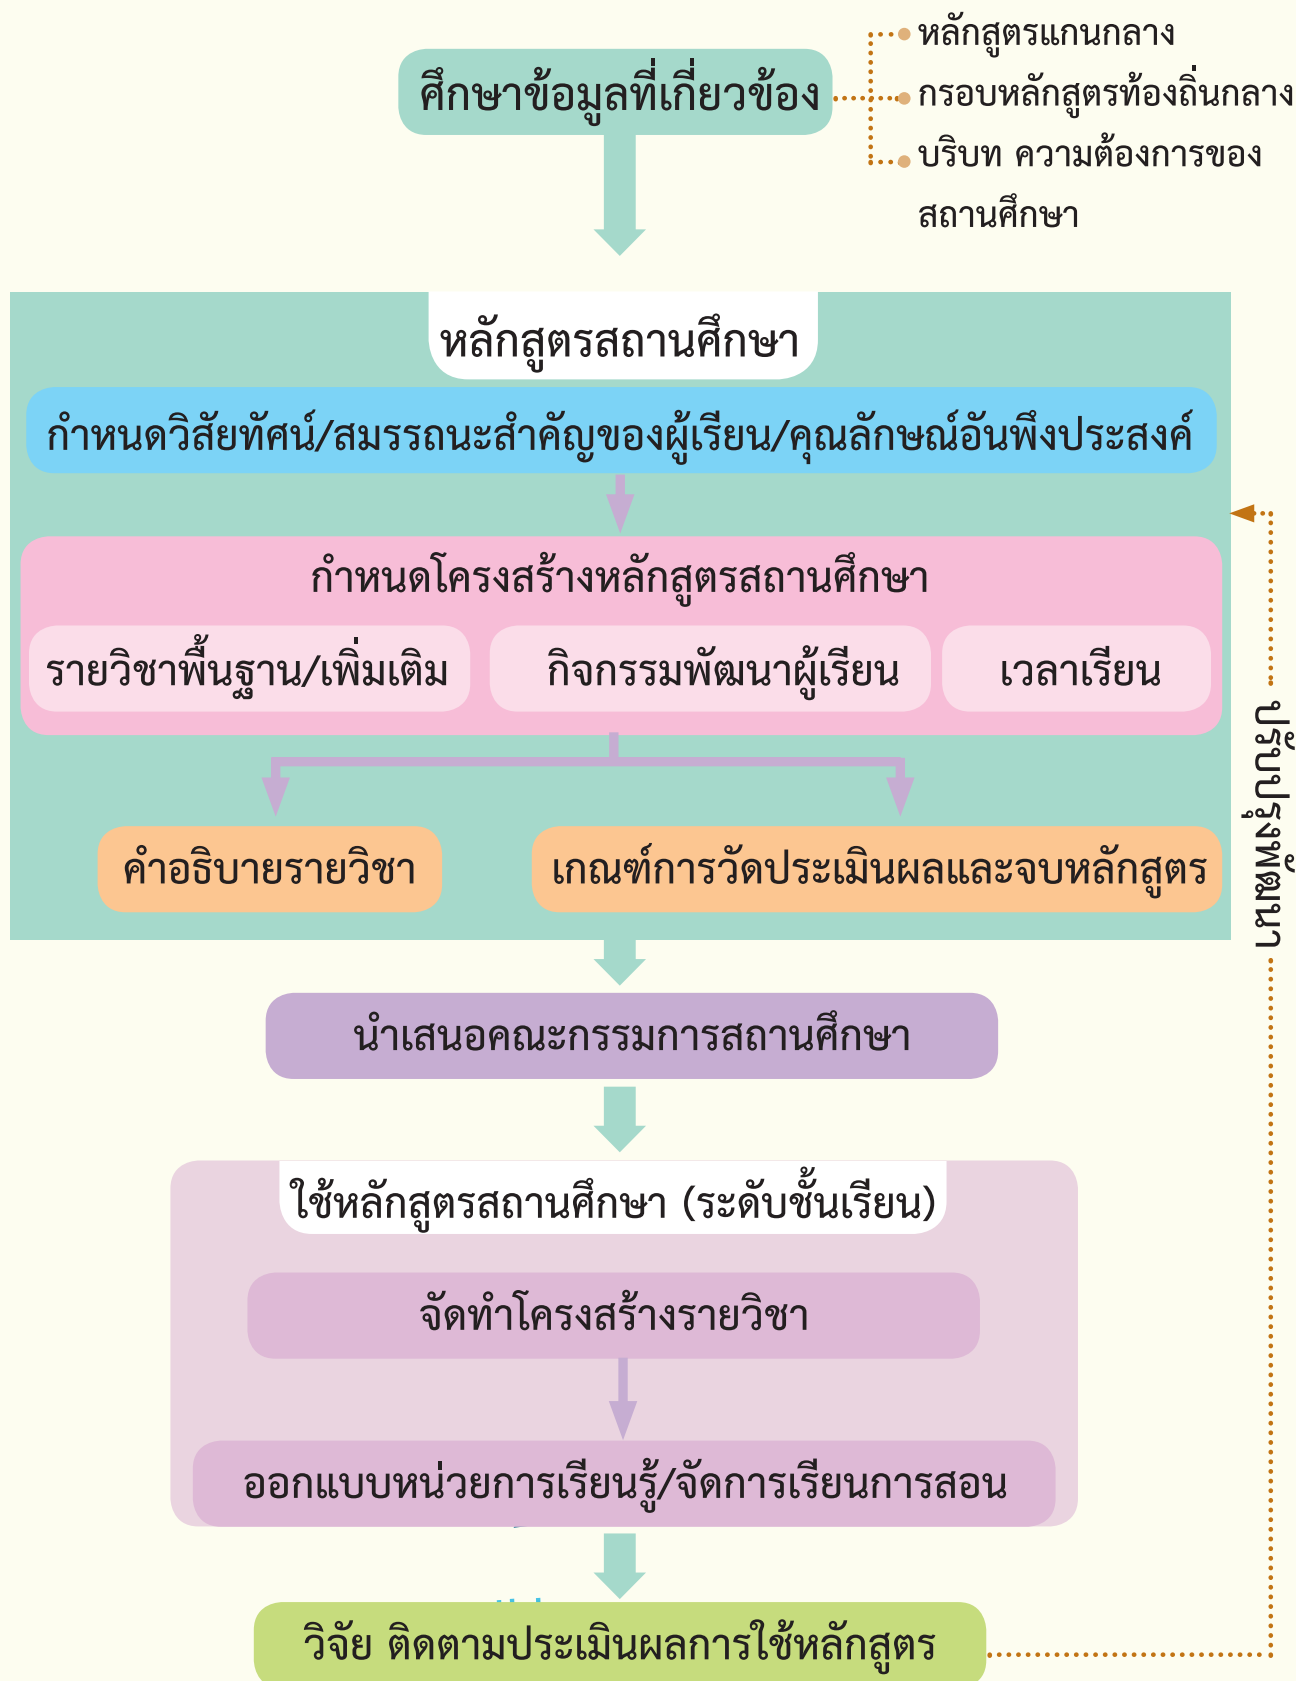 ศึกษาข้อมูลที่เกี่ยวข้อง
หลักสูตรแกนกลาง
กรอบหลักสูตรท้องถิ่นกลาง
บริบท ความต้องการของ
สถานศึกษา
หลักสูตรสถานศึกษา
กำหนดวิสัยทัศน์/สมรรถนะสำคัญของผู้เรียน/คุณลักษณ์อันพึงประสงค์
กำหนดโครงสร้างหลักสูตรสถานศึกษา
รายวิชาพื้นฐาน/เพิ่มเติม
กิจกรรมพัฒนาผู้เรียน
เวลาเรียน
คำอธิบายรายวิชา
เกณฑ์การวัดประเมินผลและจบหลักสูตร
ปรับปรุงพัฒนา
นำเสนอคณะกรรมการสถานศึกษา
ใช้หลักสูตรสถานศึกษา (ระดับชั้นเรียน)
จัดทำโครงสร้างรายวิชา
ออกแบบหน่วยการเรียนรู้/จัดการเรียนการสอน
วิจัย ติดตามประเมินผลการใช้หลักสูตร